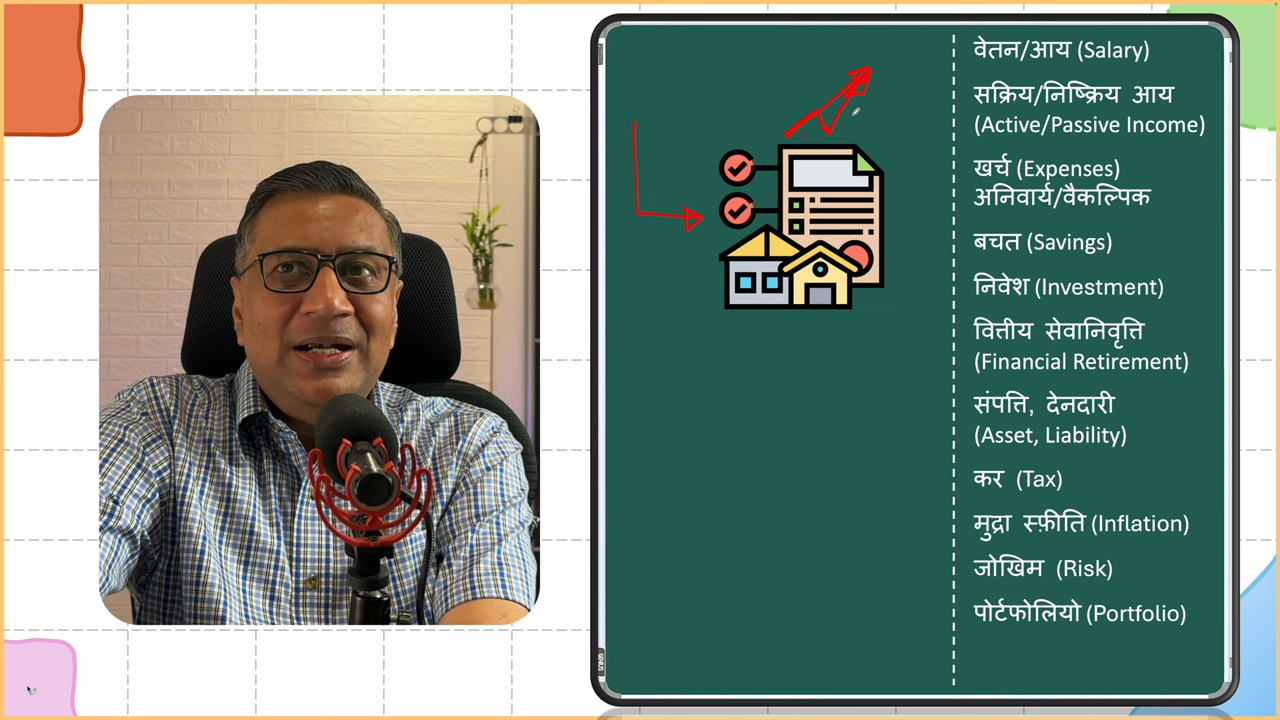 वेतन/आय (Salary)
सक्रिय/निष्क्रिय आय
(Active/Passive Income)
खर्च (Expenses)
अनिवार्य/वैकल्पिक
बचत (Savings)
निवेश (Investment)
वित्तीय सेवानिवृत्ति
(Financial Retirement)
संपत्ति, देनदारी
(Asset, Liability)
कर (Tax)
मुद्रा स्फ़ीति (Inflation)
जोखिम (Risk)
पोर्टफोलियो (Portfolio)